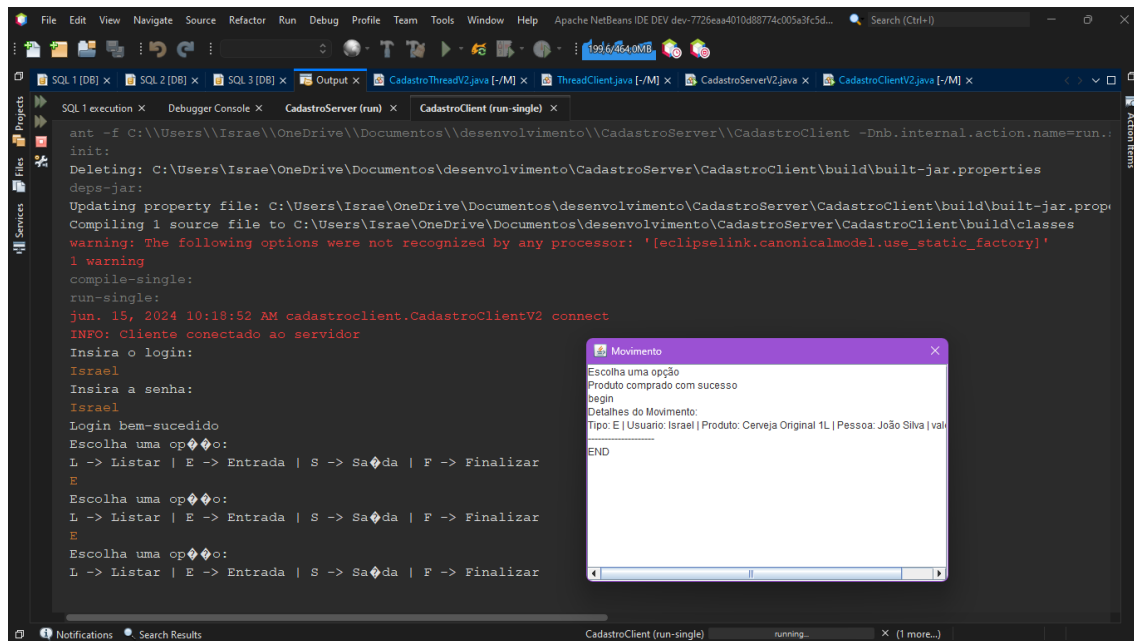 File Edit View Navigate Source Refactor Run Debug Profile Team Tools Window Help Apache NetBeans IDE DEV dev-7726eaa4010d88774c005a3fc5d... Search (Ctrl+I)
199.6/464.0MB
SQL 1 [DB] SQL 2 [DB] SQL 3 [DB] Output CadastroThreadV2.java [-/M] ThreadClient.java [-/M] CadastroServerV2.java CadastroClientV2.java [-/M]
SQL 1 execution Debugger Console CadastroServer (run) CadastroClient (run-single)
Projects
Files
Services
Action Items
ant -f C:\\Users\\Israe\\OneDrive\\Documentos\\desenvolvimento\\CadastroServer\\CadastroClient -Dnb.internal.action.name=run.s
init:
Deleting: C:\Users\Israe\OneDrive\Documentos\desenvolvimento\CadastroServer\CadastroClient\build\built-jar.properties
deps-jar:
Updating property file: C:\Users\Israe\OneDrive\Documentos\desenvolvimento\CadastroServer\CadastroClient\build\built-jar.prope
Compiling 1 source file to C:\Users\Israe\OneDrive\Documentos\desenvolvimento\CadastroServer\CadastroClient\build\classes
warning: The following options were not recognized by any processor: '[eclipselink.canonicalmodel.use_static_factory]'
1 warning
compile-single:
run-single:
jun. 15, 2024 10:18:52 AM cadastroclient.CadastroClientV2 connect
INFO: Cliente conectado ao servidor
Insira o login:
Israel
Insira a senha:
Israel
Login bem-sucedido
Escolha uma op��o:
L -> Listar | E -> Entrada | S -> Sa�da | F -> Finalizar
E
Escolha uma op��o:
L -> Listar | E -> Entrada | S -> Sa�da | F -> Finalizar
E
Escolha uma op��o:
L -> Listar | E -> Entrada | S -> Sa�da | F -> Finalizar
Movimento
Escolha uma opção
Produto comprado com sucesso
begin
Detalhes do Movimento:
Tipo: E | Usuario: Israel | Produto: Cerveja Original 1L | Pessoa: João Silva | val
--------------------
END
Notifications Search Results CadastroClient (run-single) running... (1 more...)